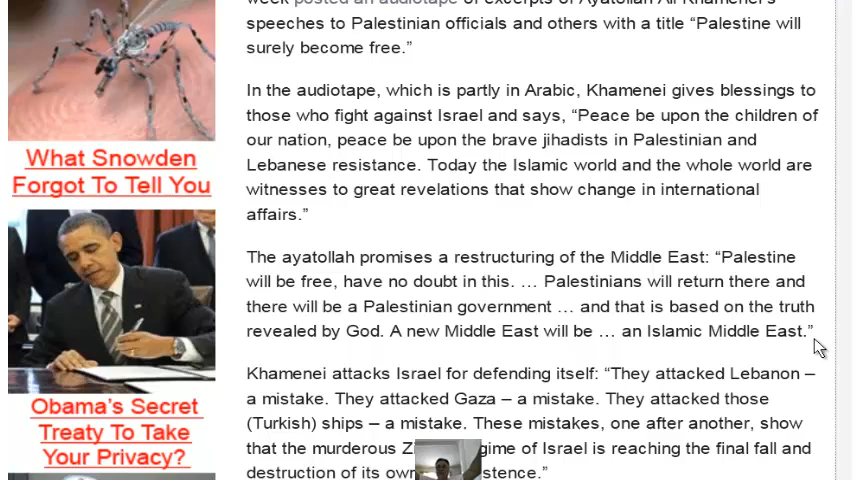 week posted an audiotape of excerpts of Ayatollah Ali Khamenei's
speeches to Palestinian officials and others with a title “Palestine will
surely become free.”
In the audiotape, which is partly in Arabic, Khamenei gives blessings to
those who fight against Israel and says, “Peace be upon the children of
our nation, peace be upon the brave jihadists in Palestinian and
Lebanese resistance. Today the Islamic world and the whole world are
witnesses to great revelations that show change in international
affairs.”
The ayatollah promises a restructuring of the Middle East: “Palestine
will be free, have no doubt in this. … Palestinians will return there and
there will be a Palestinian government … and that is based on the truth
revealed by God. A new Middle East will be … an Islamic Middle East.”
Khamenei attacks Israel for defending itself: “They attacked Lebanon –
a mistake. They attacked Gaza – a mistake. They attacked those
(Turkish) ships – a mistake. These mistakes, one after another, show
that the murderous of Israel is reaching the final fall and
destruction of its own
What Snowden
Forgot To Tell You
Obama's Secret
Treaty To Take
Your Privacy?